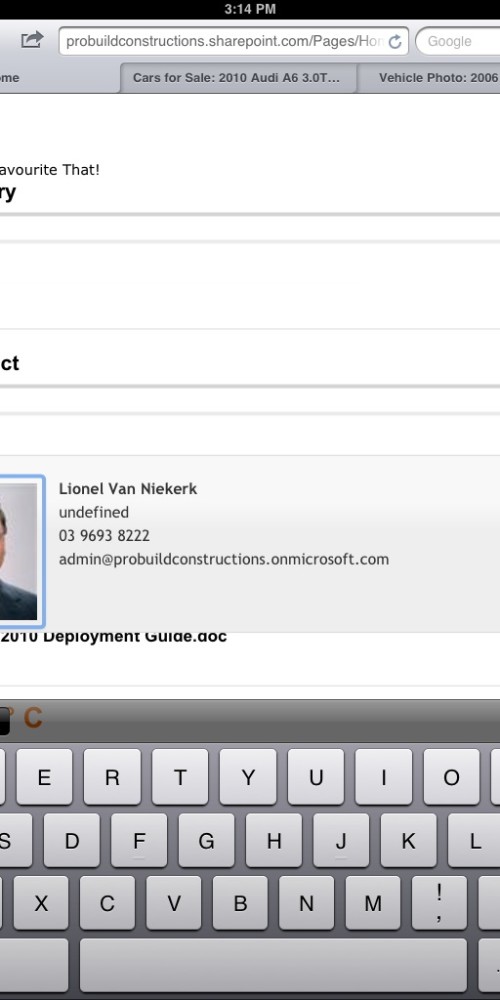 3:14 PM
probuildconstructions.sharepoint.com/Pages/Hor
Google
ome
Cars for Sale: 2010 Audi A6 3.0T...
Vehicle Photo: 2006
avourite That!
ry
ct
Lionel Van Niekerk
undefined
03 9693 8222
admin@probuildconstructions.onmicrosoft.com
2010 Deployment Guide.doc
C
E R T Y U I O
S D F G H J K L
X C V B N M ! ,
.